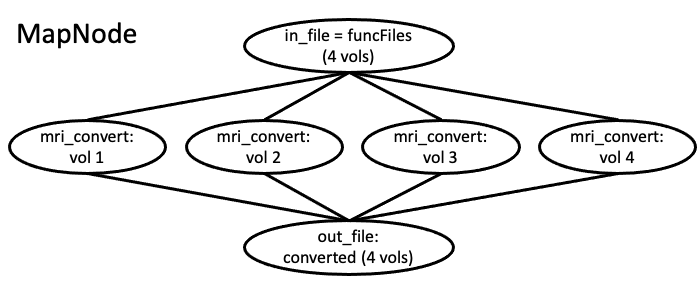 MapNode
in_file = funcFiles
(4 vols)
mri_convert:
vol 1
mri_convert:
vol 2
mri_convert:
vol 3
mri_convert:
vol 4
out_file:
converted (4 vols)